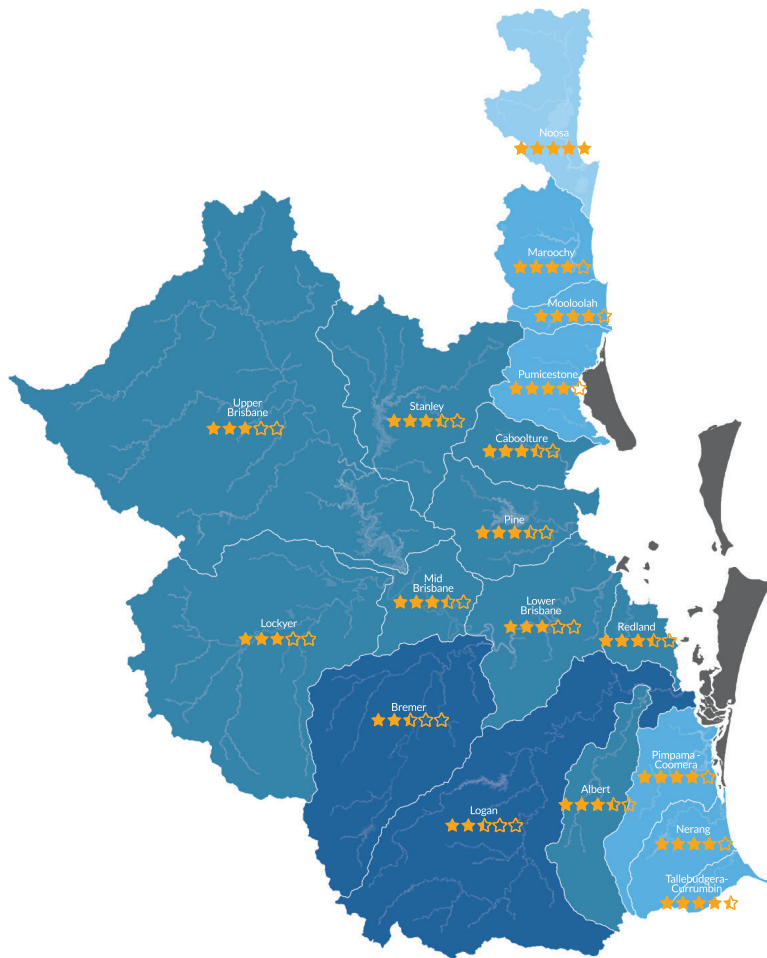 Noosa
Maroochy
Mooloolah
Pumicestone
Upper
Brisbane
Stanley
Caboolture
Pine
Mid
Brisbane
Lower
Brisbane
Lockyer
Redland
Bremer
Pimpama -
Coomera
Albert
Logan
Nerang
Tallebudgera-
Currumbin